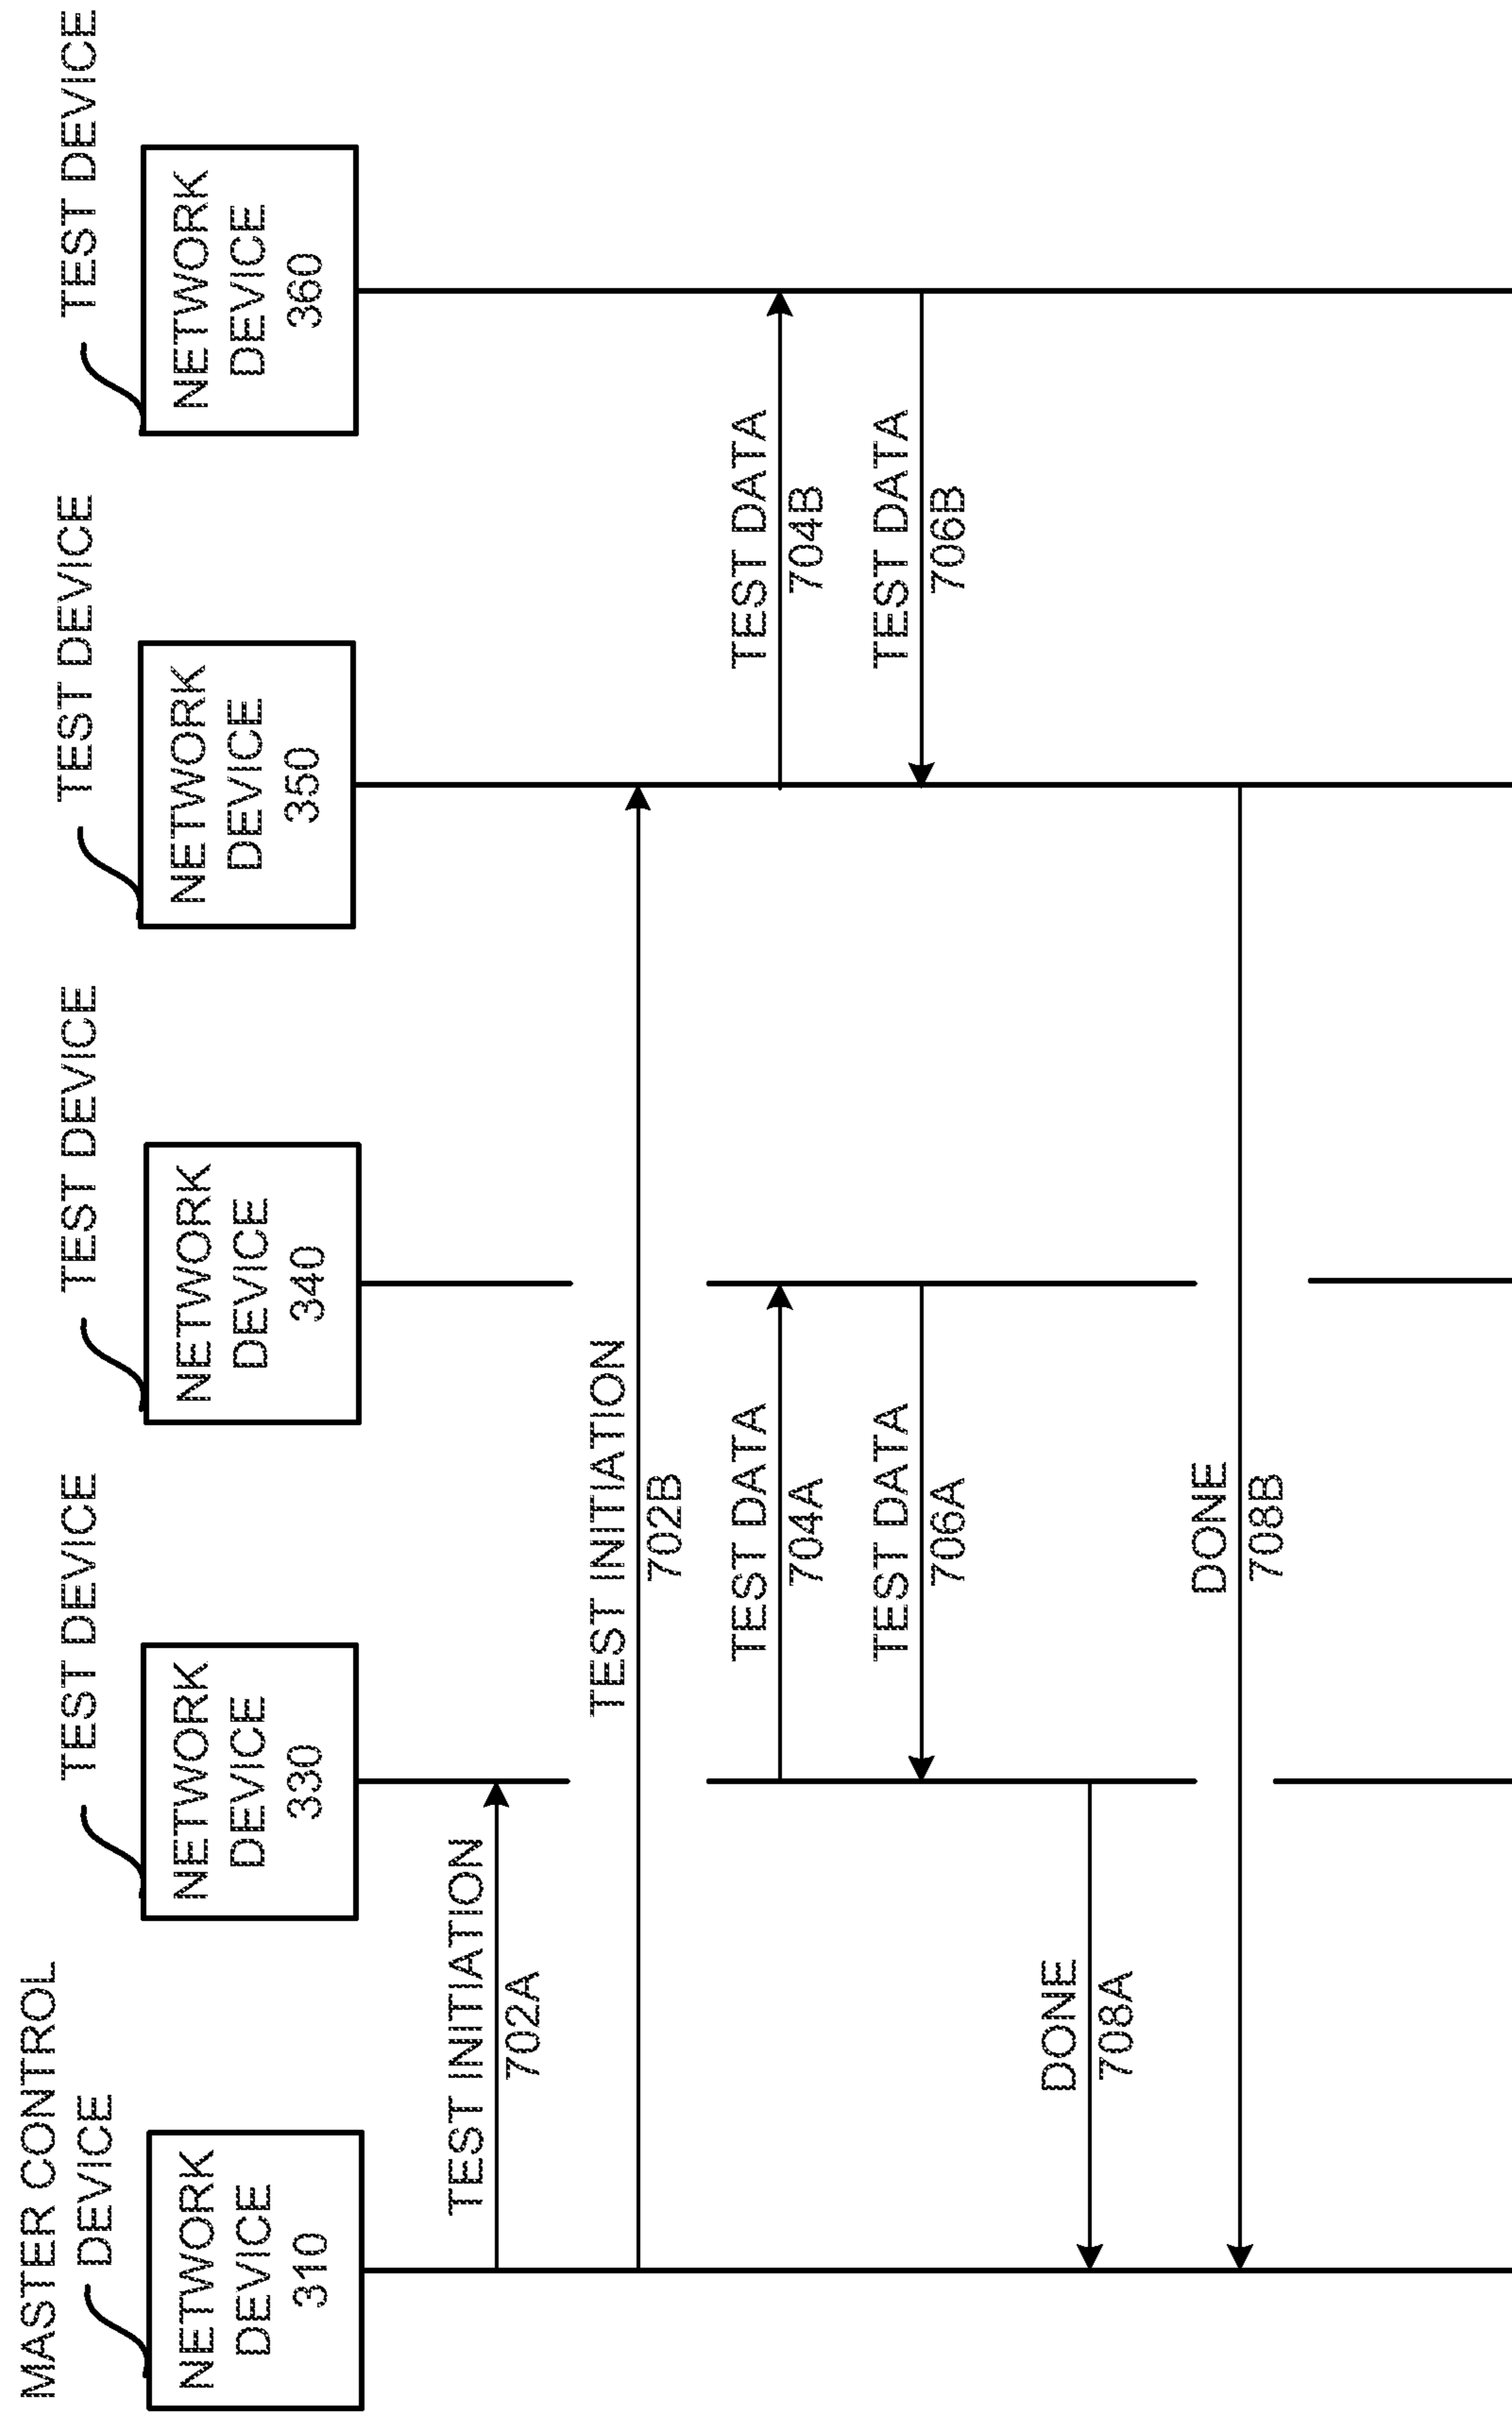 MASTER CONTROL
DEVICE
NETWORK
DEVICE
310
TEST DEVICE
NETWORK
DEVICE
330
TEST DEVICE
NETWORK
DEVICE
340
TEST DEVICE
NETWORK
DEVICE
350
TEST DEVICE
NETWORK
DEVICE
360
TEST INITIATION
702A
TEST INITIATION
702B
TEST DATA
704A
TEST DATA
704B
TEST DATA
706A
TEST DATA
706B
DONE
708A
DONE
708B